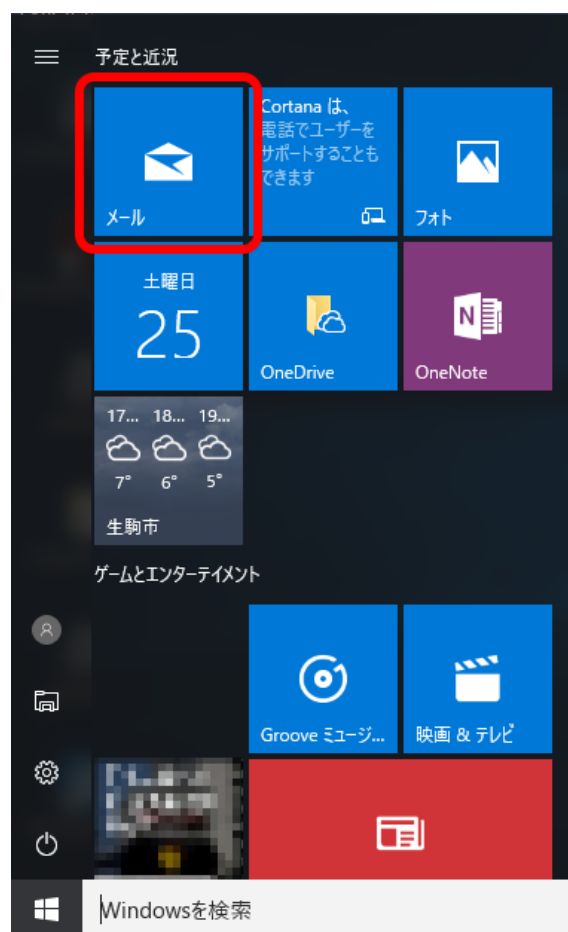 予定と近況
Cortana は、
電話でユーザーを
サポートすることも
できます
メール
フォト
土曜日
25
OneDrive
N
OneNote
17... 18... 19...
7° 6° 5°
生駒市
ゲームとエンターテイメント
Groove ミュージ...
映画 & テレビ
Windowsを検索